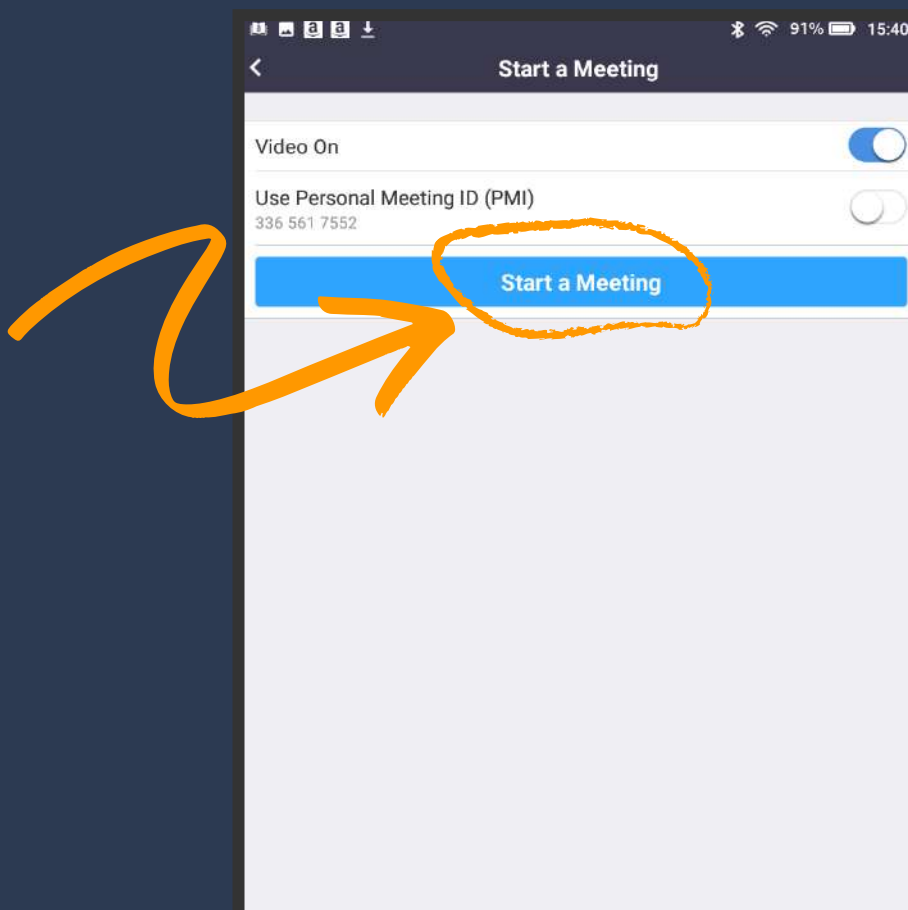 91% 15:40
Start a Meeting
Video On
Use Personal Meeting ID (PMI)
336 561 7552
Start a Meeting